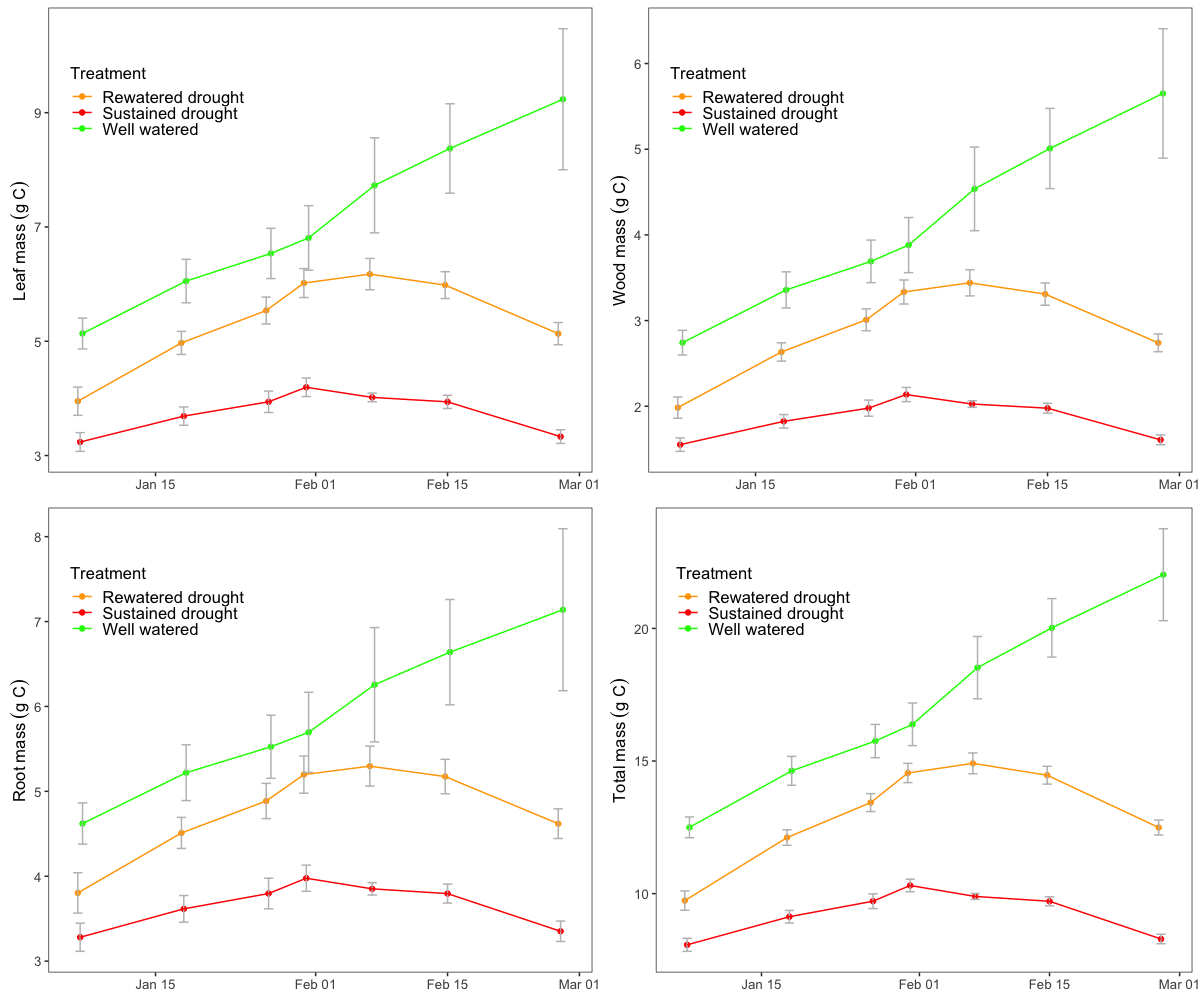 Treatment
Rewatered drought
Sustained drought
Well watered
Leaf mass (g C)
9
7
5
3
Jan 15
Feb 01
Feb 15
Mar 01
Treatment
Rewatered drought
Sustained drought
Well watered
Wood mass (g C)
6
5
4
3
2
Jan 15
Feb 01
Feb 15
Mar 01
Treatment
Rewatered drought
Sustained drought
Well watered
Root mass (g C)
8
7
6
5
4
3
Jan 15
Feb 01
Feb 15
Mar 01
Treatment
Rewatered drought
Sustained drought
Well watered
Total mass (g C)
20
15
10
Jan 15
Feb 01
Feb 15
Mar 01